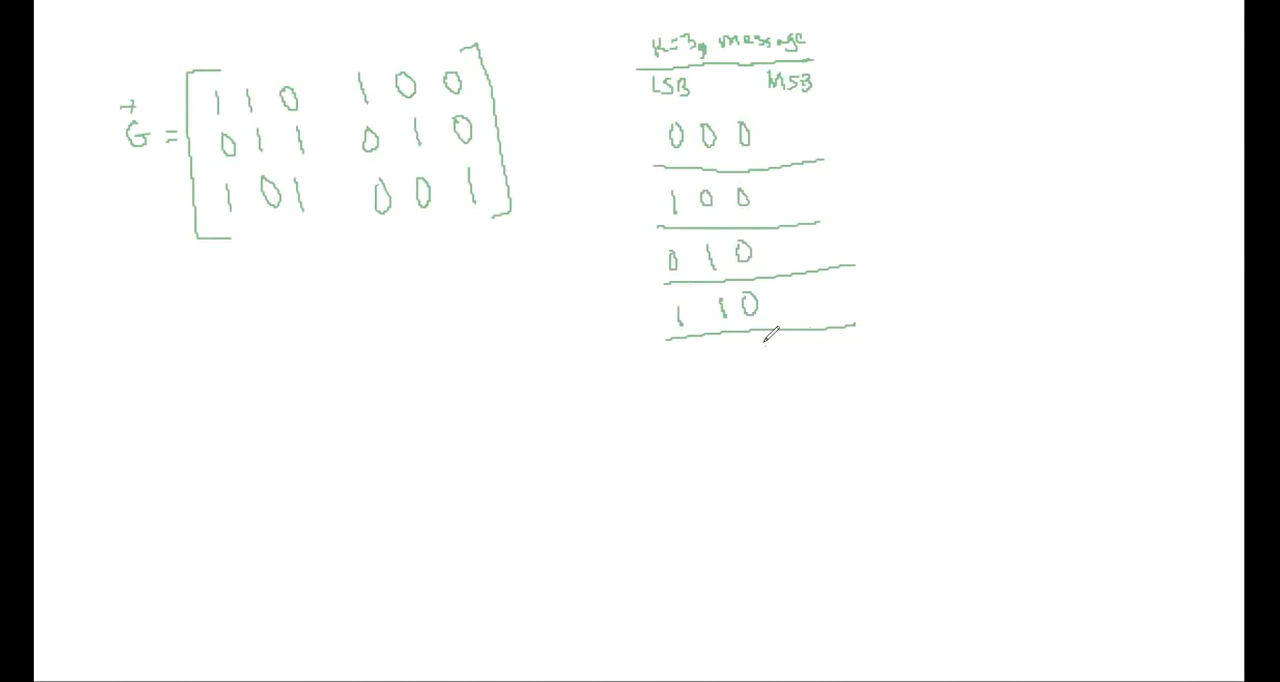 G = [ 1 1 0 1 0 0
0 1 1 0 1 0
1 0 1 0 0 1 ]
K=3, message
LSB MSB
0 0 0
1 0 0
0 1 0
1 1 0